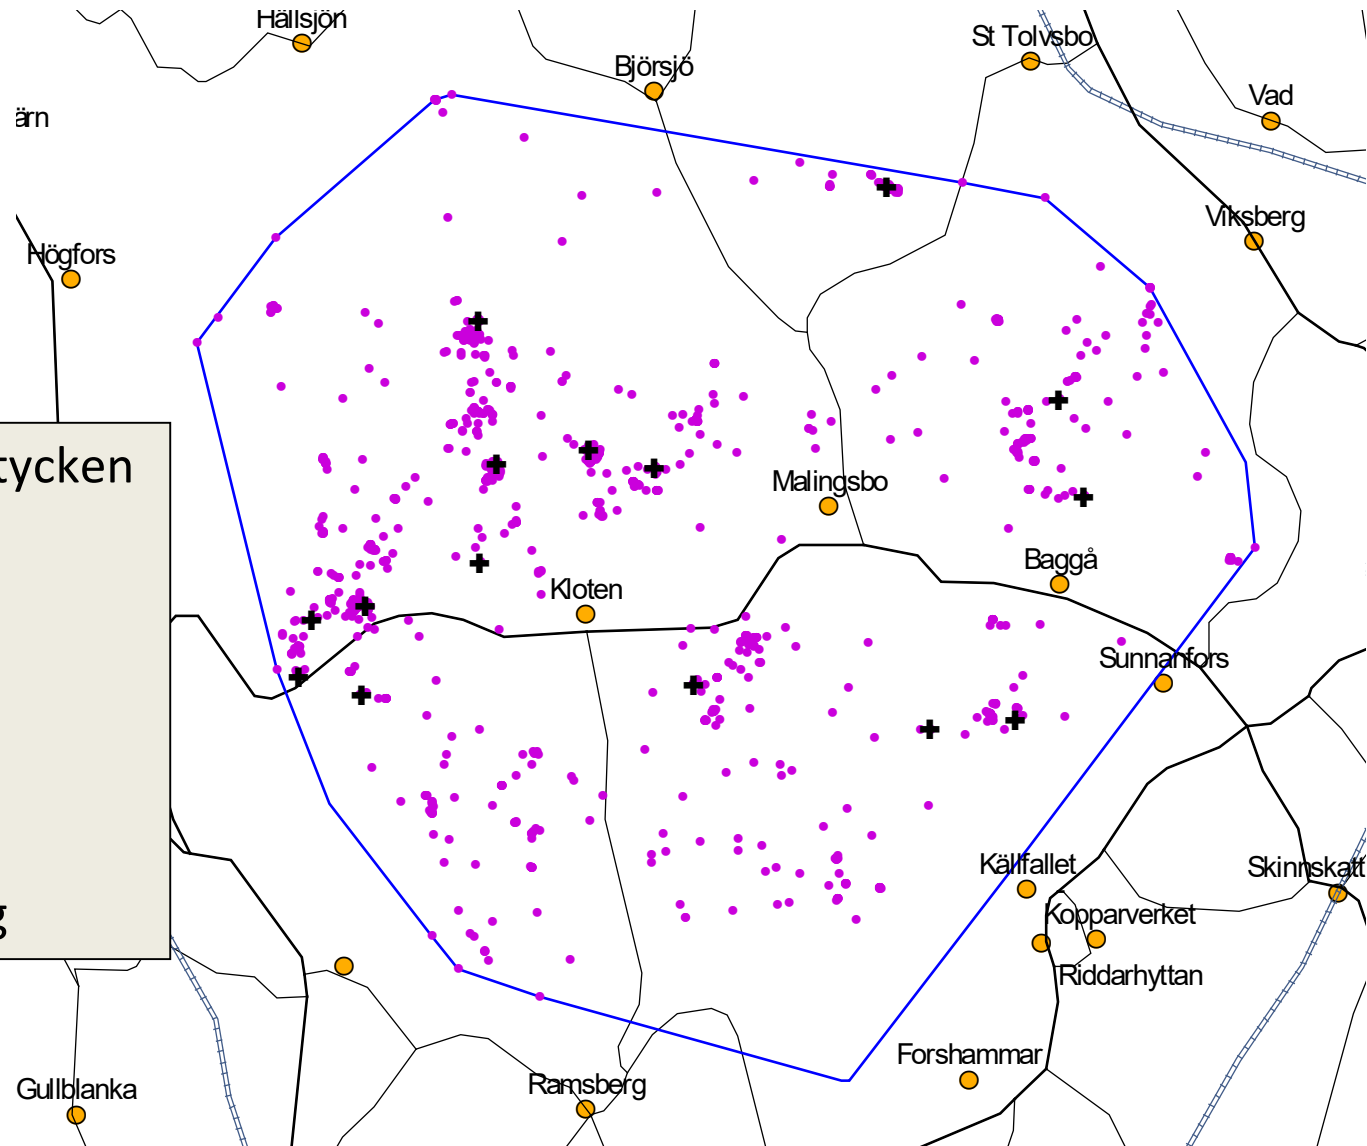 Hällsjön
St Tolvsbo
Björsjö
Vad
ärn
Viksberg
Högfors
tycken
Malingsbo
Baggå
Kloten
Sunnanfors
Källfallet
Skinnskatt
g
Kopparverket
Riddarhyttan
Forshammar
Ramsberg
Gullblanka